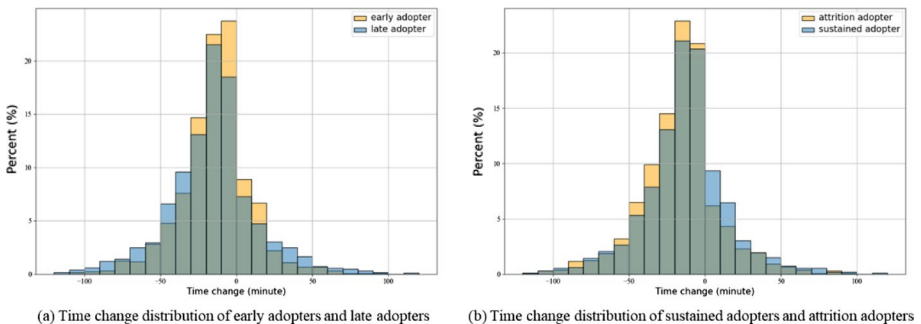 early adopter
late adopter
Percent (%)
20
15
10
5
0
-100
-50
0
50
100
Time change (minute)
(a) Time change distribution of early adopters and late adopters
attrition adopter
sustained adopter
Percent (%)
20
15
10
5
0
-100
-50
0
50
100
Time change (minute)
(b) Time change distribution of sustained adopters and attrition adopters